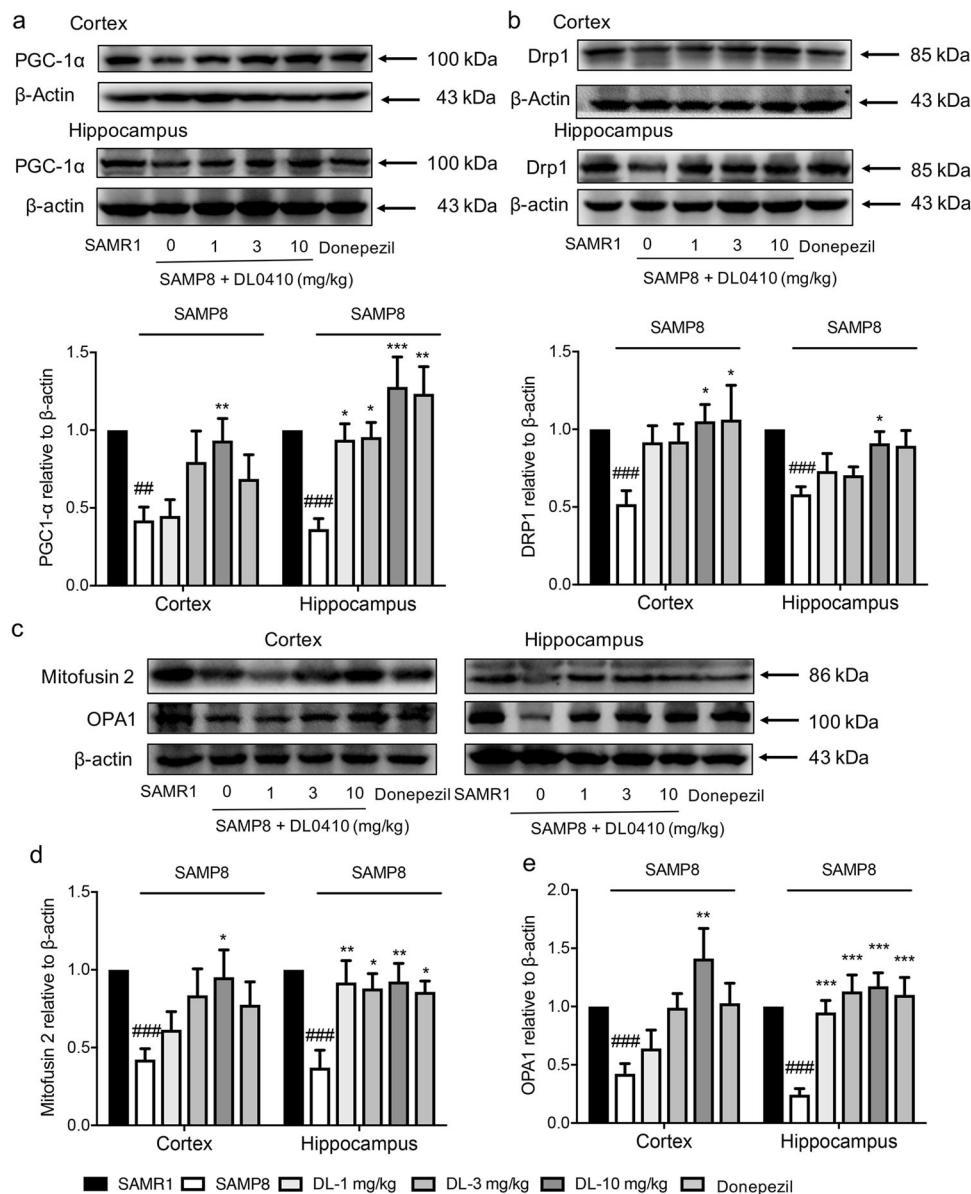 a
Cortex
PGC-1α 100 kDa
β-Actin 43 kDa
Hippocampus
PGC-1α 100 kDa
β-actin 43 kDa
SAMR1 0 1 3 10 Donepezil
SAMP8 + DL0410 (mg/kg)
SAMP8 SAMP8
PGC1-α relative to β-actin
1.5
1.0
0.5
0.0
## ** ### * * *** **
Cortex Hippocampus
b
Cortex
Drp1 85 kDa
β-Actin 43 kDa
Hippocampus
Drp1 85 kDa
β-actin 43 kDa
SAMR1 0 1 3 10 Donepezil
SAMP8 + DL0410 (mg/kg)
SAMP8 SAMP8
DRP1 relative to β-actin
1.5
1.0
0.5
0.0
### * * ### *
Cortex Hippocampus
c
Cortex Hippocampus
Mitofusin 2 86 kDa
OPA1 100 kDa
β-actin 43 kDa
SAMR1 0 1 3 10 Donepezil SAMR1 0 1 3 10 Donepezil
SAMP8 + DL0410 (mg/kg) SAMP8 + DL0410 (mg/kg)
d
SAMP8 SAMP8
Mitofusin 2 relative to β-actin
1.5
1.0
0.5
0.0
### * ### ** * ** *
Cortex Hippocampus
e
SAMP8 SAMP8
OPA1 relative to β-actin
2.0
1.5
1.0
0.5
0.0
### ** ### *** *** *** ***
Cortex Hippocampus
SAMR1 SAMP8 DL-1 mg/kg DL-3 mg/kg DL-10 mg/kg Donepezil